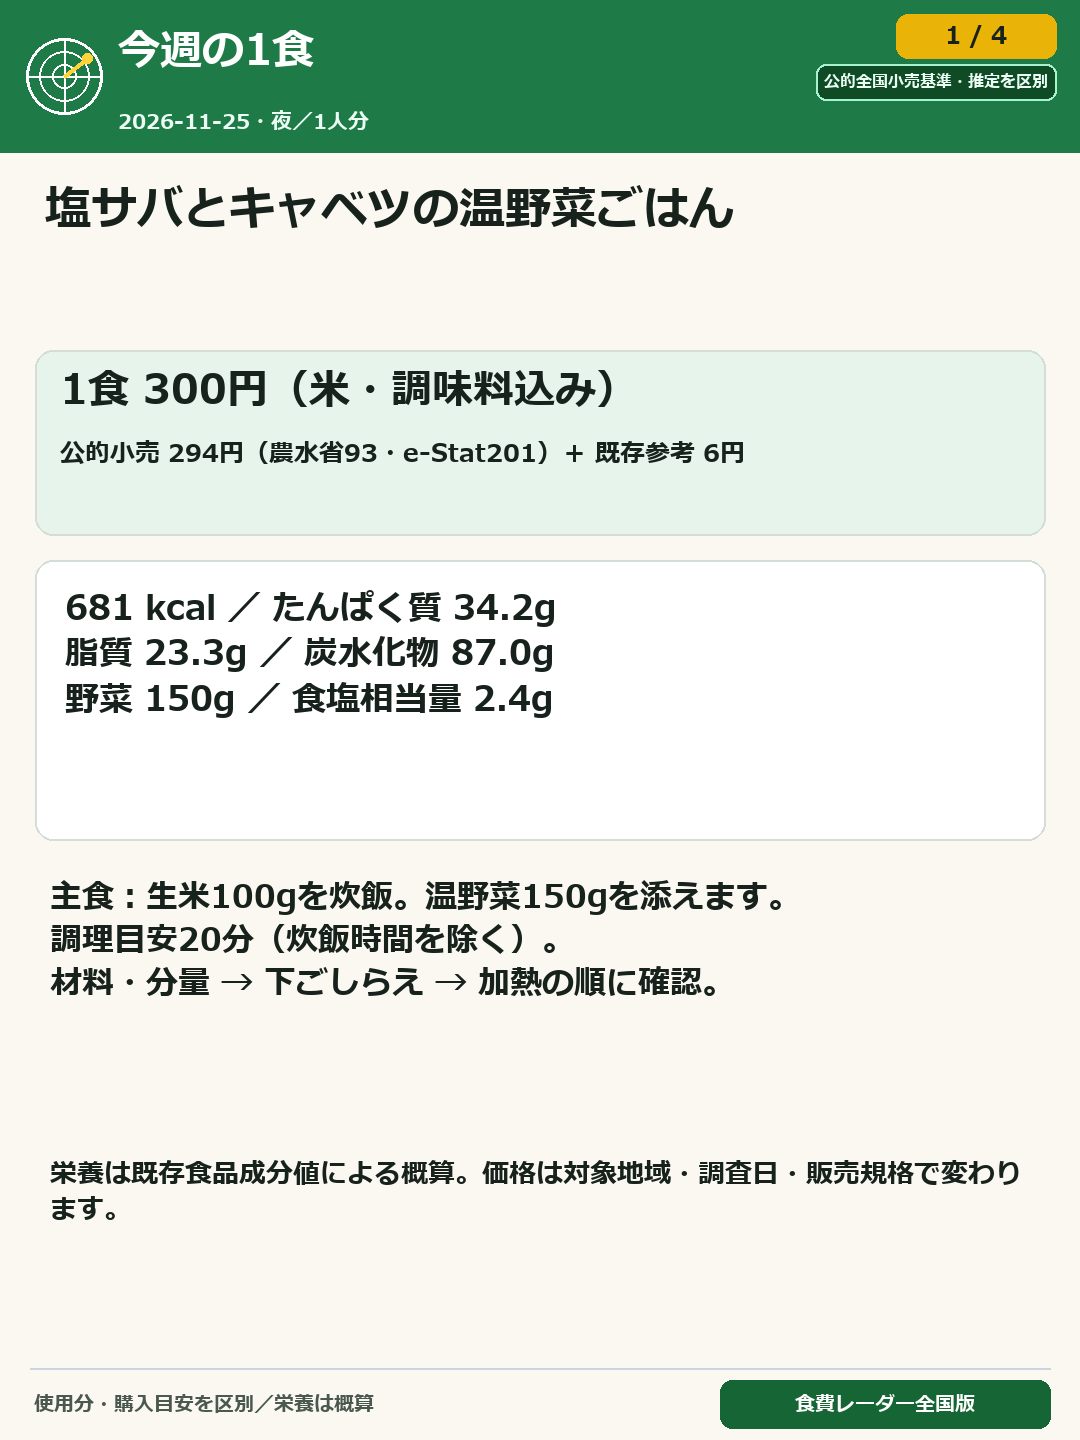 今週の1食
2026-11-25・夜／1人分
1 / 4
公的全国小売基準・推定を区別
塩サバとキャベツの温野菜ごはん
1食 300円（米・調味料込み）
公的小売 294円（農水省93・e-Stat201）＋ 既存参考 6円
681 kcal ／ たんぱく質 34.2g
脂質 23.3g ／ 炭水化物 87.0g
野菜 150g ／ 食塩相当量 2.4g
主食：生米100gを炊飯。温野菜150gを添えます。
調理目安20分（炊飯時間を除く）。
材料・分量 → 下ごしらえ → 加熱の順に確認。
栄養は既存食品成分値による概算。価格は対象地域・調査日・販売規格で変わり
ます。
使用分・購入目安を区別／栄養は概算
食費レーダー全国版